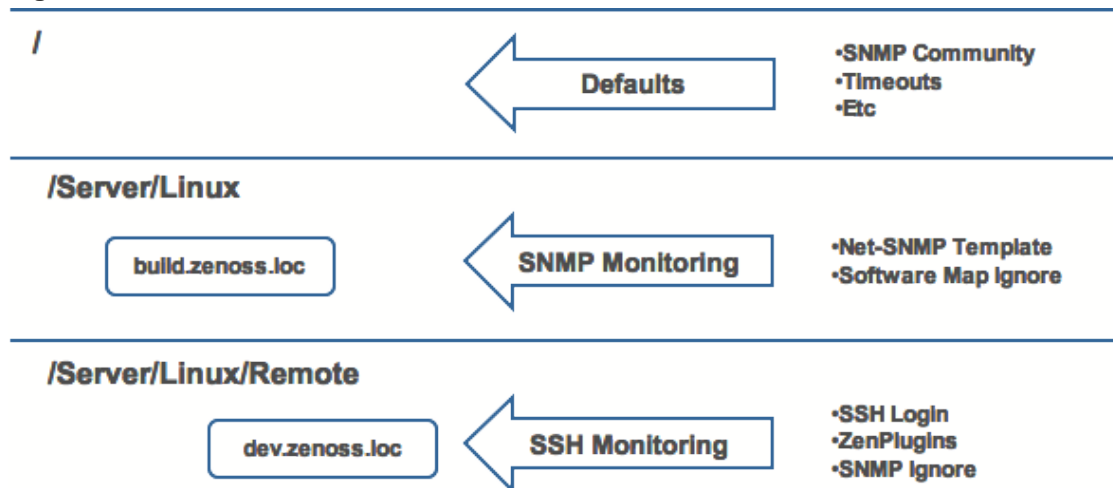 /
Defaults
•SNMP Community
•Timeouts
•Etc
/Server/Linux
build.zenoss.loc
SNMP Monitoring
•Net-SNMP Template
•Software Map Ignore
/Server/Linux/Remote
dev.zenoss.loc
SSH Monitoring
•SSH Login
•ZenPlugins
•SNMP Ignore